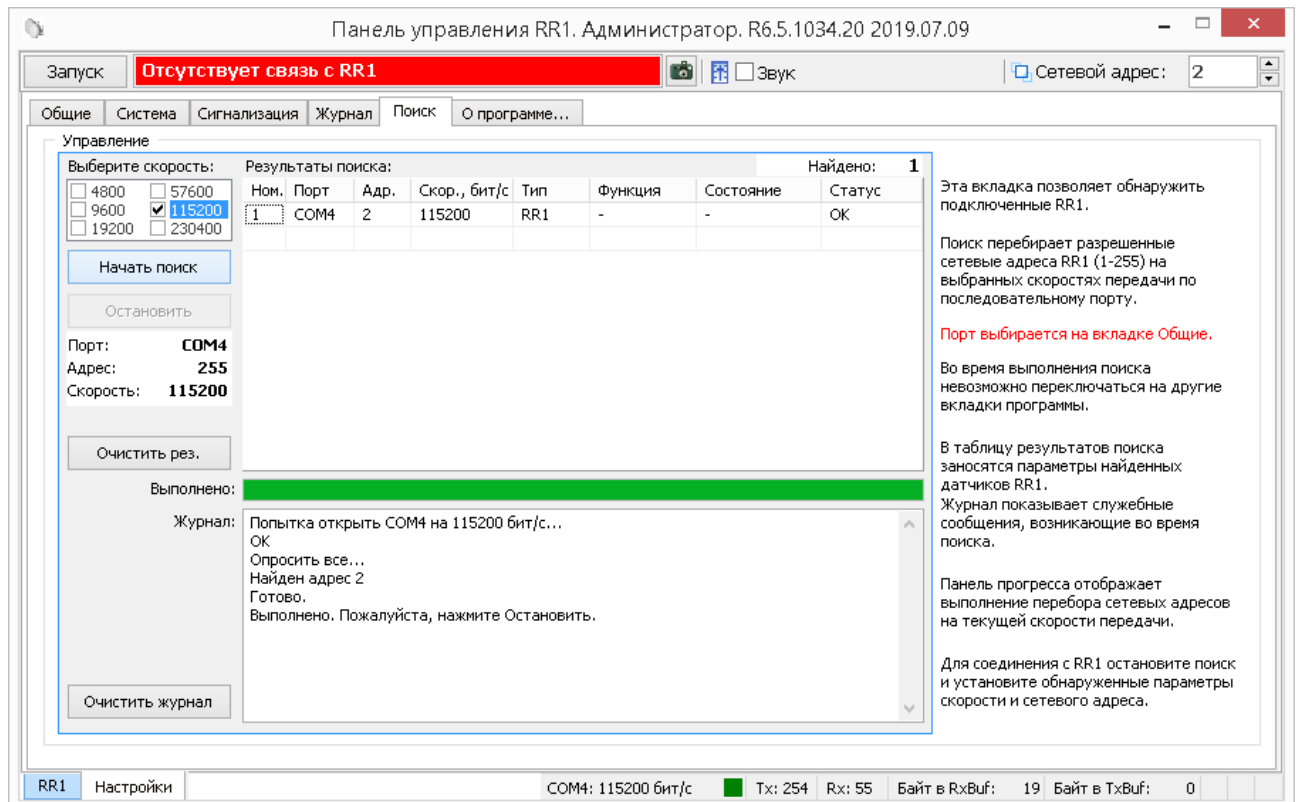 Панель управления RR1. Администратор. R6.5.1034.20 2019.07.09
Запуск Отсутствует связь с RR1 Звук Сетевой адрес: 2
Общие Система Сигнализация Журнал Поиск О программе...
Управление
Выберите скорость:
4800 57600
9600 115200
19200 230400
Начать поиск
Остановить
Порт: COM4
Адрес: 255
Скорость: 115200
Очистить рез.
Результаты поиска: Найдено: 1
Ном. Порт Адр. Скор., бит/с Тип Функция Состояние Статус
1 COM4 2 115200 RR1 - - OK
Выполнено:
Журнал:
Попытка открыть COM4 на 115200 бит/с...
OK
Опросить все...
Найден адрес 2
Готово.
Выполнено. Пожалуйста, нажмите Остановить.
Очистить журнал
Эта вкладка позволяет обнаружить
подключенные RR1.
Поиск перебирает разрешенные
сетевые адреса RR1 (1-255) на
выбранных скоростях передачи по
последовательному порту.
Порт выбирается на вкладке Общие.
Во время выполнения поиска
невозможно переключаться на другие
вкладки программы.
В таблицу результатов поиска
заносятся параметры найденных
датчиков RR1.
Журнал показывает служебные
сообщения, возникающие во время
поиска.
Панель прогресса отображает
выполнение перебора сетевых адресов
на текущей скорости передачи.
Для соединения с RR1 остановите поиск
и установите обнаруженные параметры
скорости и сетевого адреса.
RR1 Настройки COM4: 115200 бит/с Tx: 254 Rx: 55 Байт в RxBuf: 19 Байт в TxBuf: 0